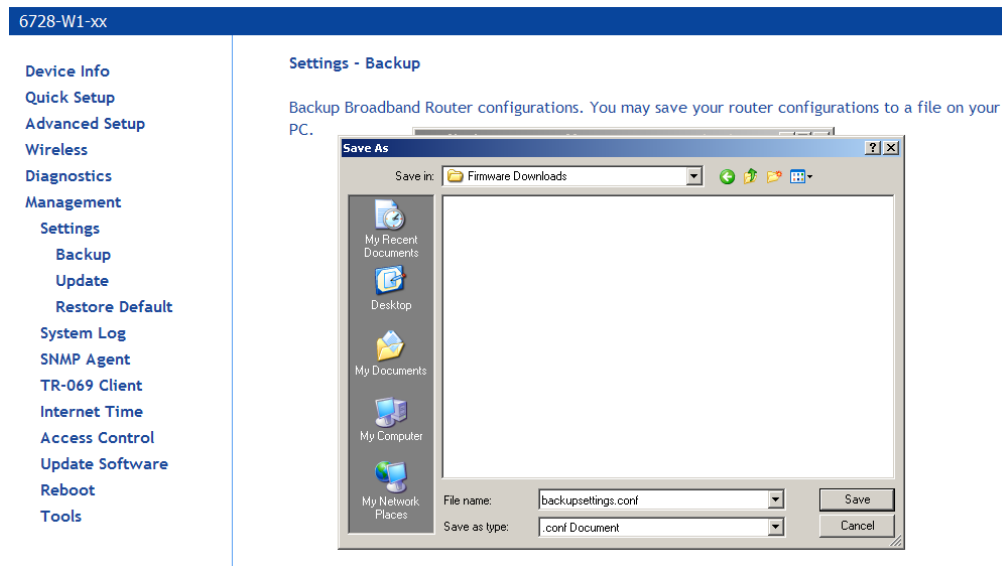 6728-W1-xx
Device Info
Quick Setup
Advanced Setup
Wireless
Diagnostics
Management
Settings
Backup
Update
Restore Default
System Log
SNMP Agent
TR-069 Client
Internet Time
Access Control
Update Software
Reboot
Tools
Settings - Backup
Backup Broadband Router configurations. You may save your router configurations to a file on your
PC.
Save As
Save in: Firmware Downloads
My Recent
Documents
Desktop
My Documents
My Computer
My Network
Places
File name: backupsettings.conf Save
Save as type: .conf Document Cancel